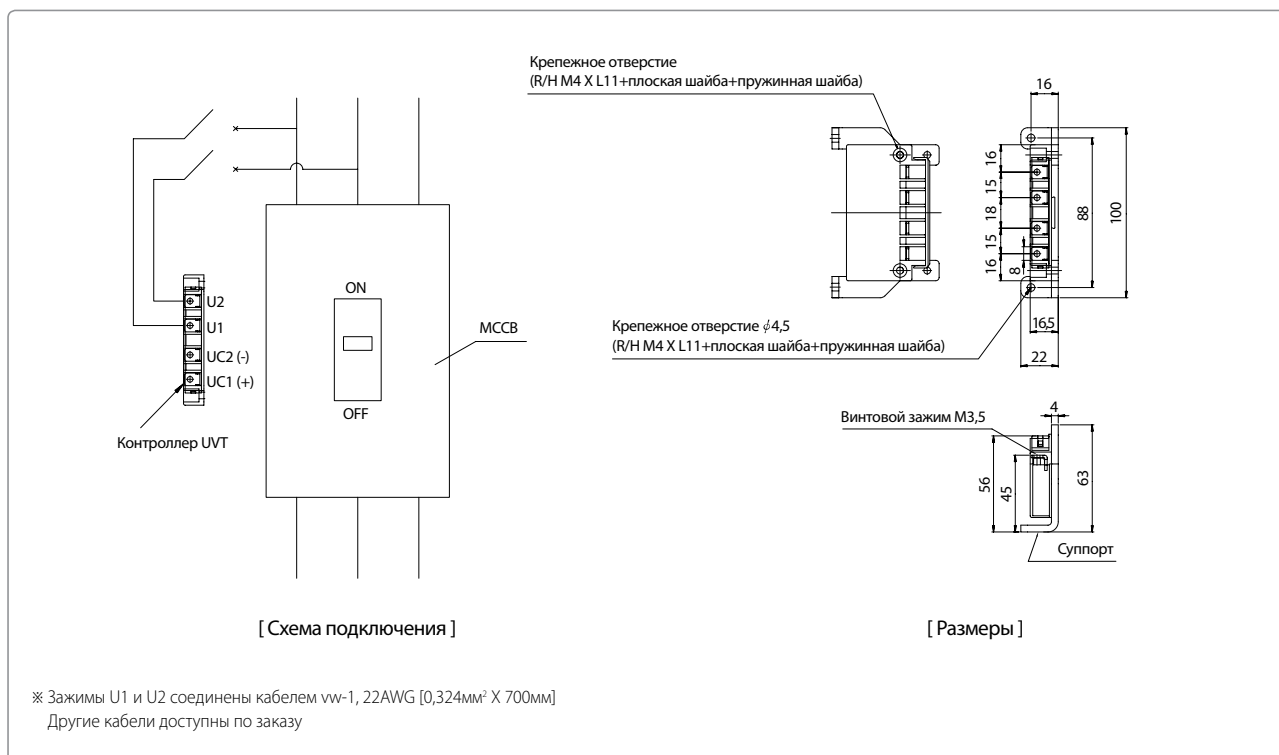 Крепежное отверстие
(R/H M4 X L11+плоская шайба+пружинная шайба)
16
16
15
18
15
16
8
88
100
16,5
22
Крепежное отверстие ϕ4,5
(R/H M4 X L11+плоская шайба+пружинная шайба)
ON
OFF
MCCB
U2
U1
UC2 (-)
UC1 (+)
Контроллер UVT
Винтовой зажим M3,5
4
56
45
63
Суппорт
[ Схема подключения ]
[ Размеры ]
※ Зажимы U1 и U2 соединены кабелем vw-1, 22AWG [0,324мм² X 700мм]
Другие кабели доступны по заказу